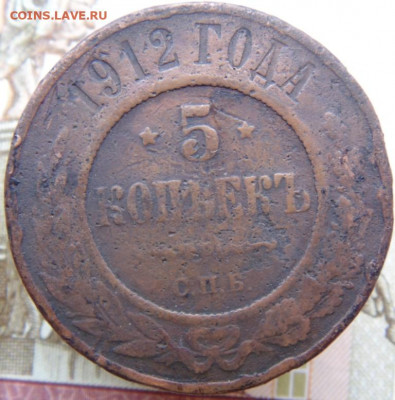 COINS.LAVE.RU
1912 ГОДА
5
КОПѢЕКЪ
С.П.Б.